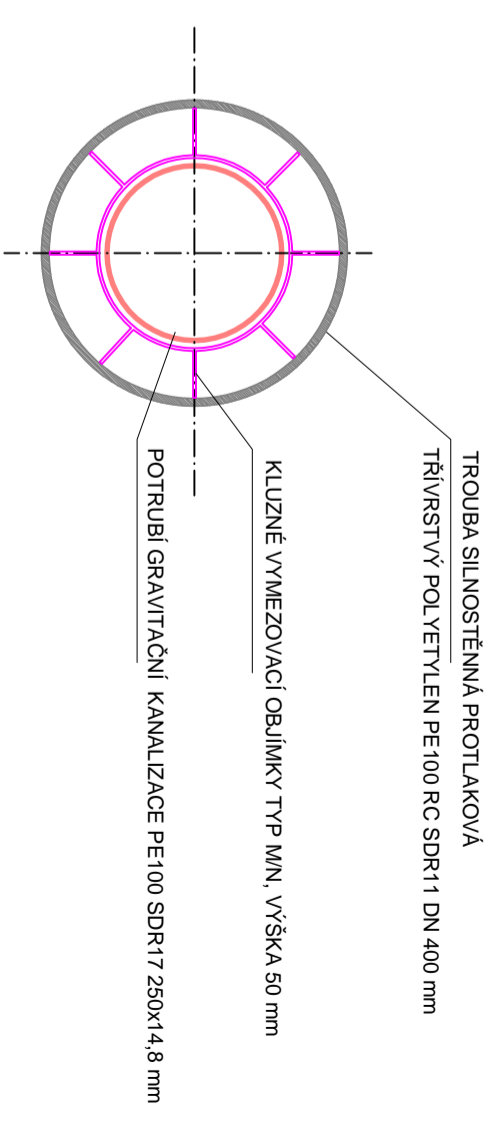 TROUBA SILNOSTĚNNÁ PROTLAKOVÁ
TŘÍVRSTVÝ POLYETYLEN PE100 RC SDR11 DN 400 mm
KLUZNÉ VYMEZOVACÍ OBJÍMKY TYP M/N, VÝŠKA 50 mm
POTRUBÍ GRAVITAČNÍ KANALIZACE PE100 SDR17 250x14,8 mm